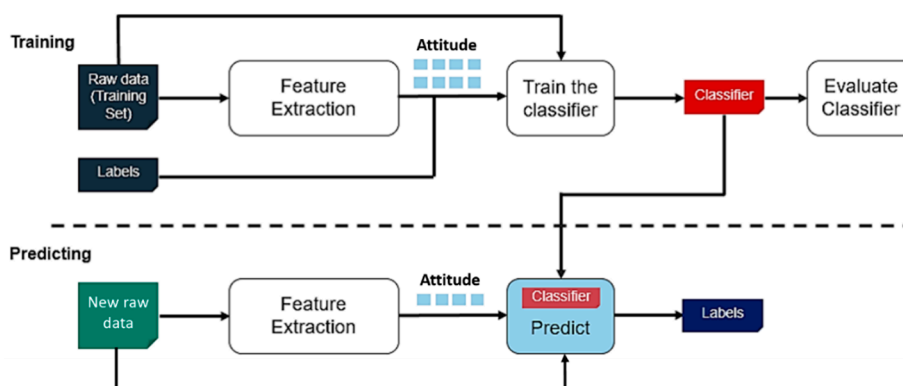 Training
Attitude
Raw data
(Training
Set)
Feature
Extraction
Train the
classifier
Classifier
Evaluate
Classifier
Labels
Predicting
Attitude
New raw
data
Feature
Extraction
Classifier
Predict
Labels